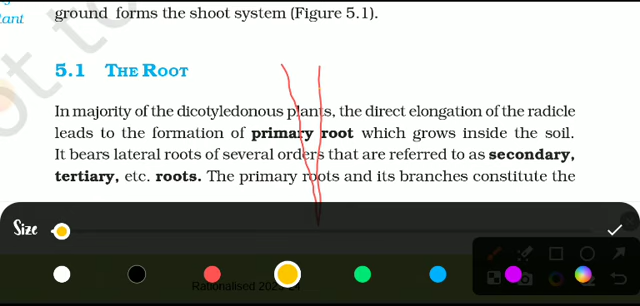 ant
ground forms the shoot system (Figure 5.1).
5.1 THE ROOT
In majority of the dicotyledonous plants, the direct elongation of the radicle
leads to the formation of primary root which grows inside the soil.
It bears lateral roots of several orders that are referred to as secondary,
tertiary, etc. roots. The primary roots and its branches constitute the
Size
Rationalised